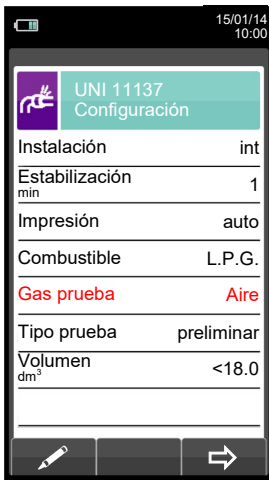 15/01/14
10:00
UNI 11137
Configuración
Instalación int
Estabilización 1
min
Impresión auto
Combustible L.P.G.
Gas prueba Aire
Tipo prueba preliminar
Volumen <18.0
dm³